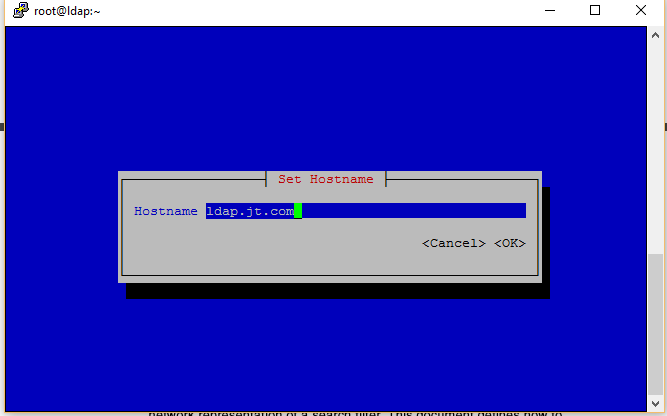 root@ldap:~
Set Hostname
Hostname ldap.jt.com
<Cancel> <OK>
network representation of a search filter. This document defines how to